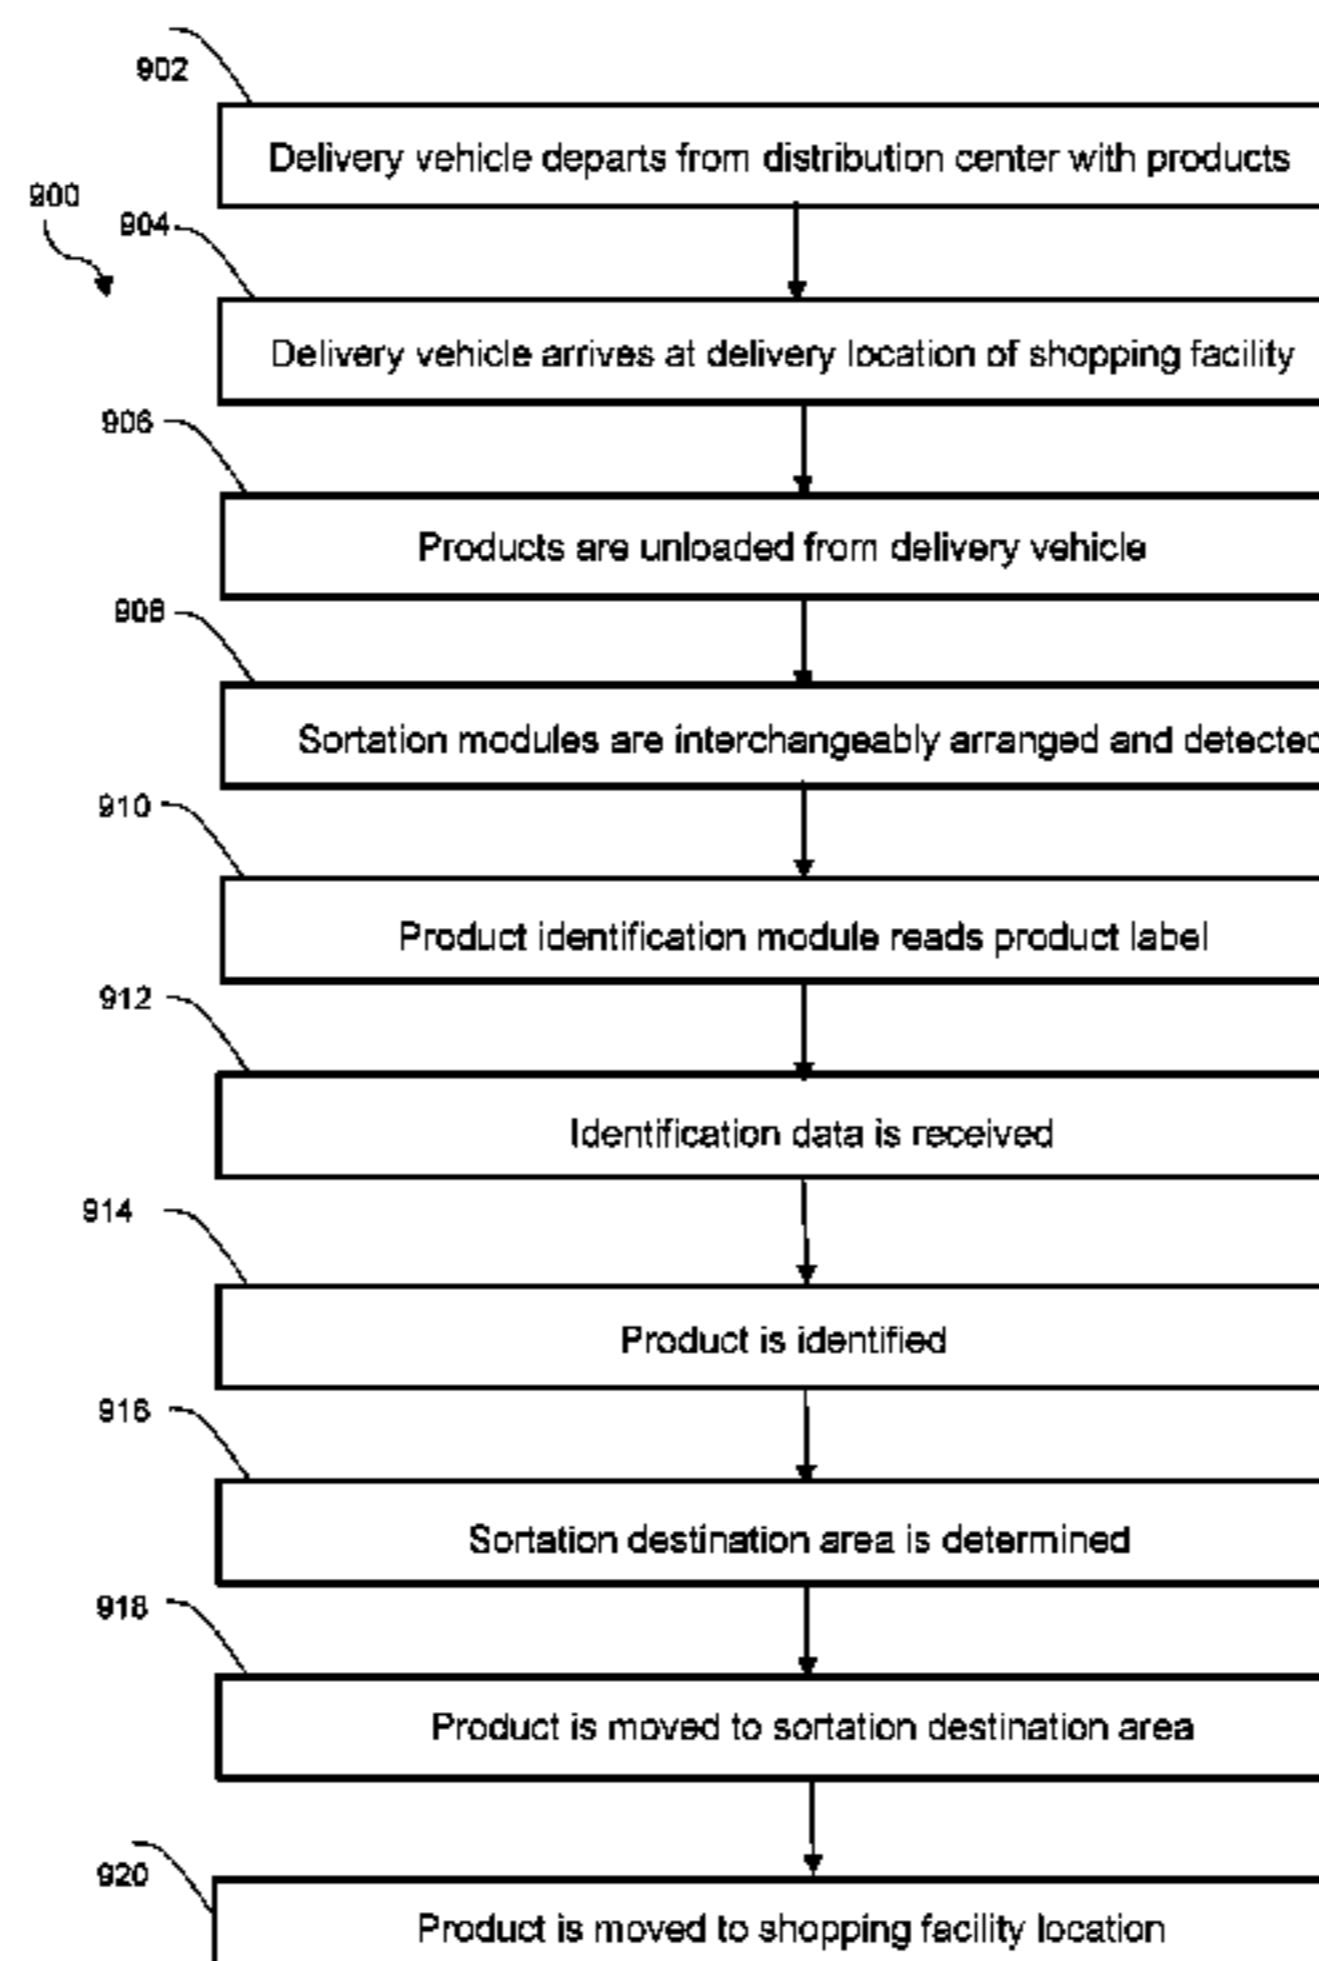 902
Delivery vehicle departs from distribution center with products
900
904
Delivery vehicle arrives at delivery location of shopping facility
906
Products are unloaded from delivery vehicle
908
Sortation modules are interchangeably arranged and detected
910
Product identification module reads product label
912
Identification data is received
914
Product is identified
916
Sortation destination area is determined
918
Product is moved to sortation destination area
920
Product is moved to shopping facility location